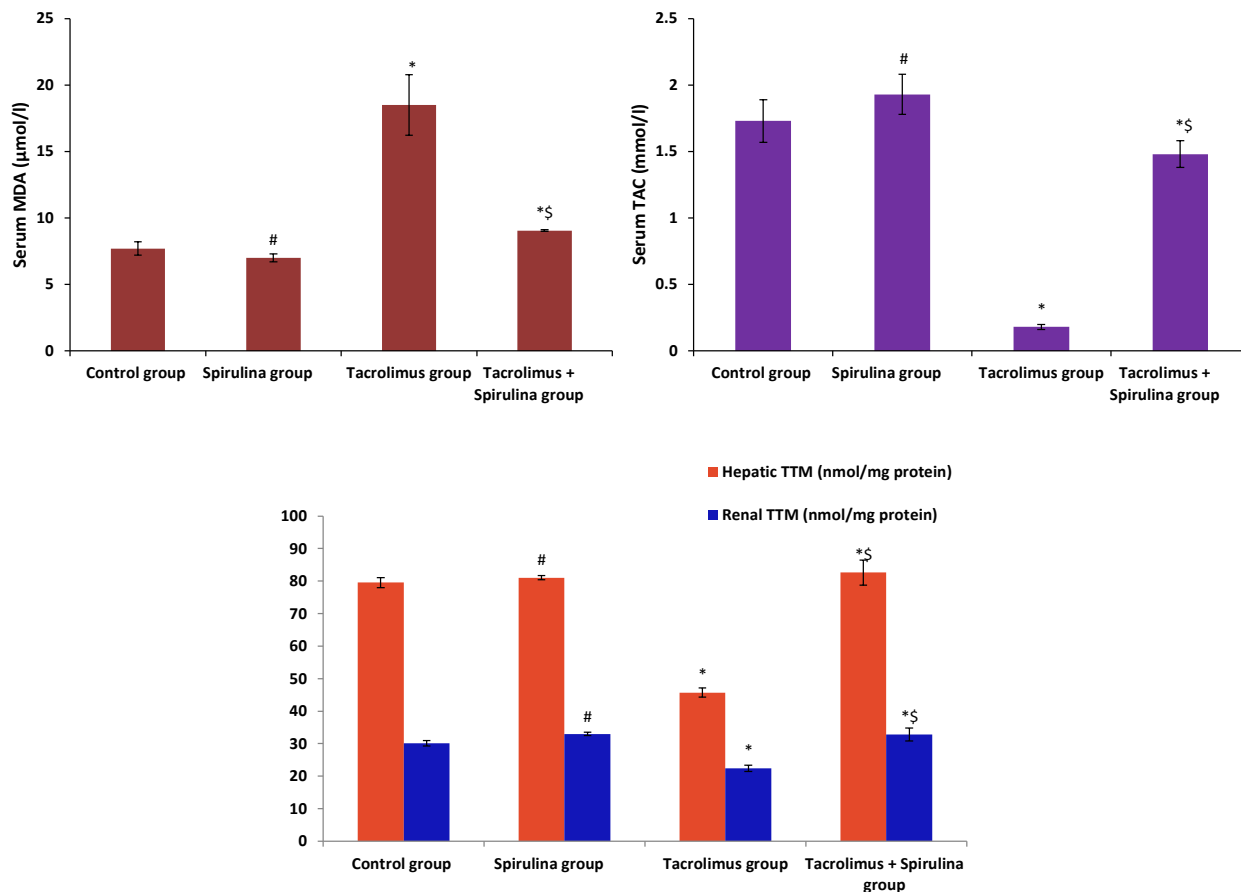 25
20
15
10
5
0
Serum MDA (µmol/l)
#
*
*$
Control group
Spirulina group
Tacrolimus group
Tacrolimus +
Spirulina group
2.5
2
1.5
1
0.5
0
Serum TAC (mmol/l)
#
*
*$
Control group
Spirulina group
Tacrolimus group
Tacrolimus +
Spirulina group
Hepatic TTM (nmol/mg protein)
Renal TTM (nmol/mg protein)
100
90
80
70
60
50
40
30
20
10
0
#
#
*
*
*$
*$
Control group
Spirulina group
Tacrolimus group
Tacrolimus + Spirulina
group